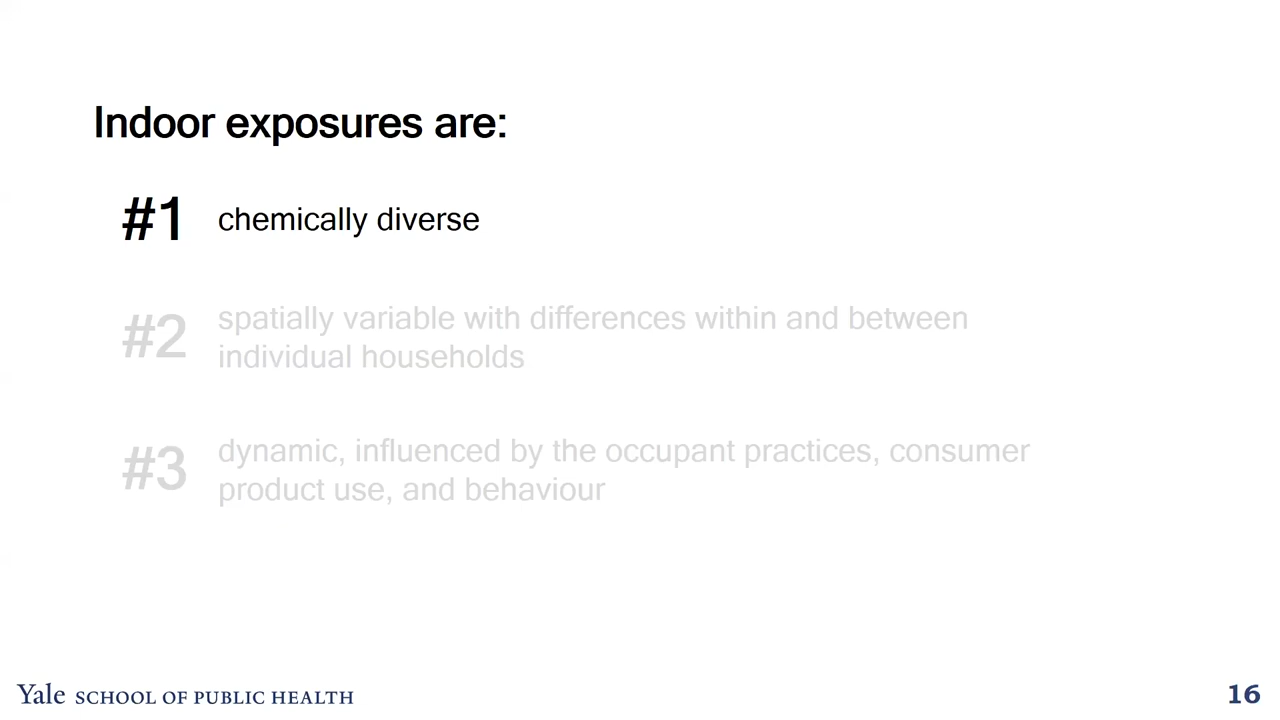 Indoor exposures are:
#1 chemically diverse
#2 spatially variable with differences within and between
individual households
#3 dynamic, influenced by the occupant practices, consumer
product use, and behaviour
Yale SCHOOL OF PUBLIC HEALTH
16